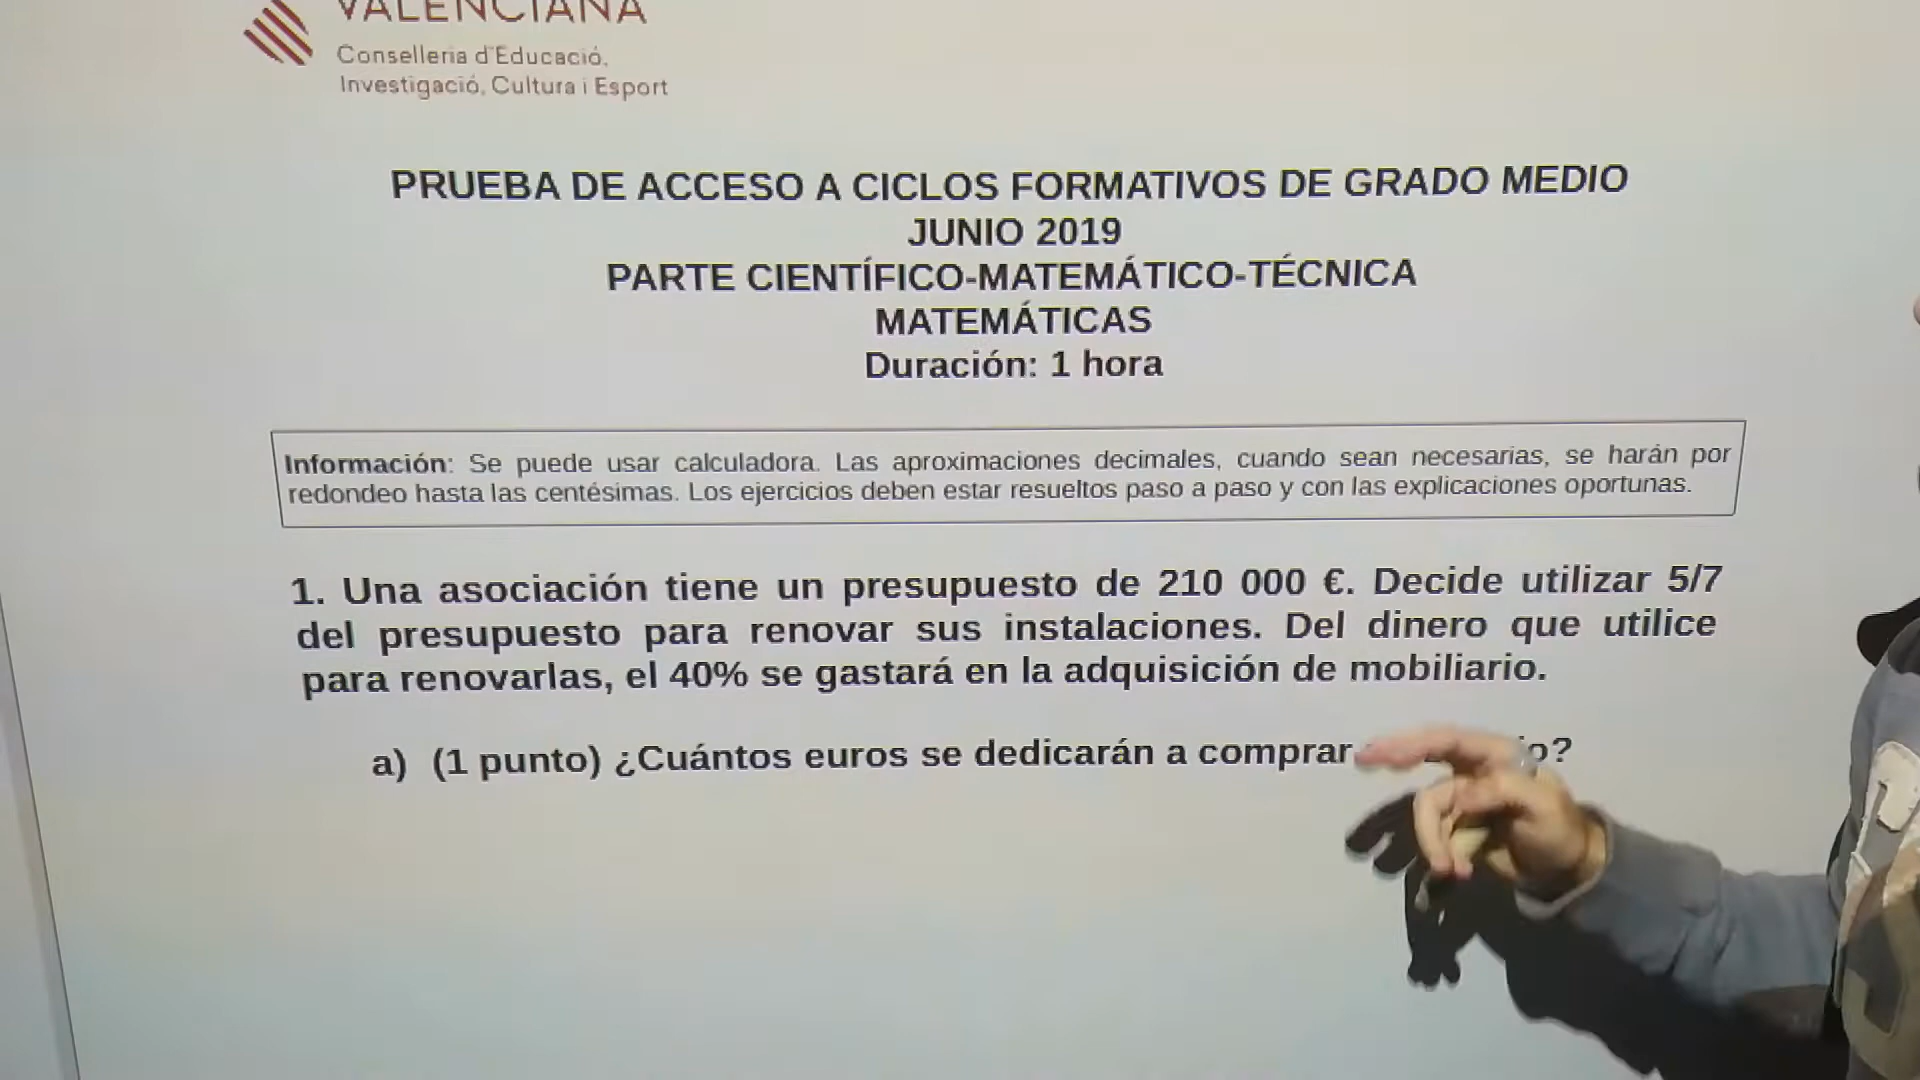 VALENCIANA
Conselleria d'Educació,
Investigació, Cultura i Esport
PRUEBA DE ACCESO A CICLOS FORMATIVOS DE GRADO MEDIO
JUNIO 2019
PARTE CIENTÍFICO-MATEMÁTICO-TÉCNICA
MATEMÁTICAS
Duración: 1 hora
Información: Se puede usar calculadora. Las aproximaciones decimales, cuando sean necesarias, se harán por
redondeo hasta las centésimas. Los ejercicios deben estar resueltos paso a paso y con las explicaciones oportunas.
1. Una asociación tiene un presupuesto de 210 000 €. Decide utilizar 5/7
del presupuesto para renovar sus instalaciones. Del dinero que utilice
para renovarlas, el 40% se gastará en la adquisición de mobiliario.
a) (1 punto) ¿Cuántos euros se dedicarán a comprar